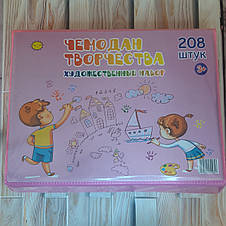 ЧЕМОДАН
ТВОРЧЕСТВА
ХУДОЖЕСТВЕННЫЙ НАБОР
208
ШТУК